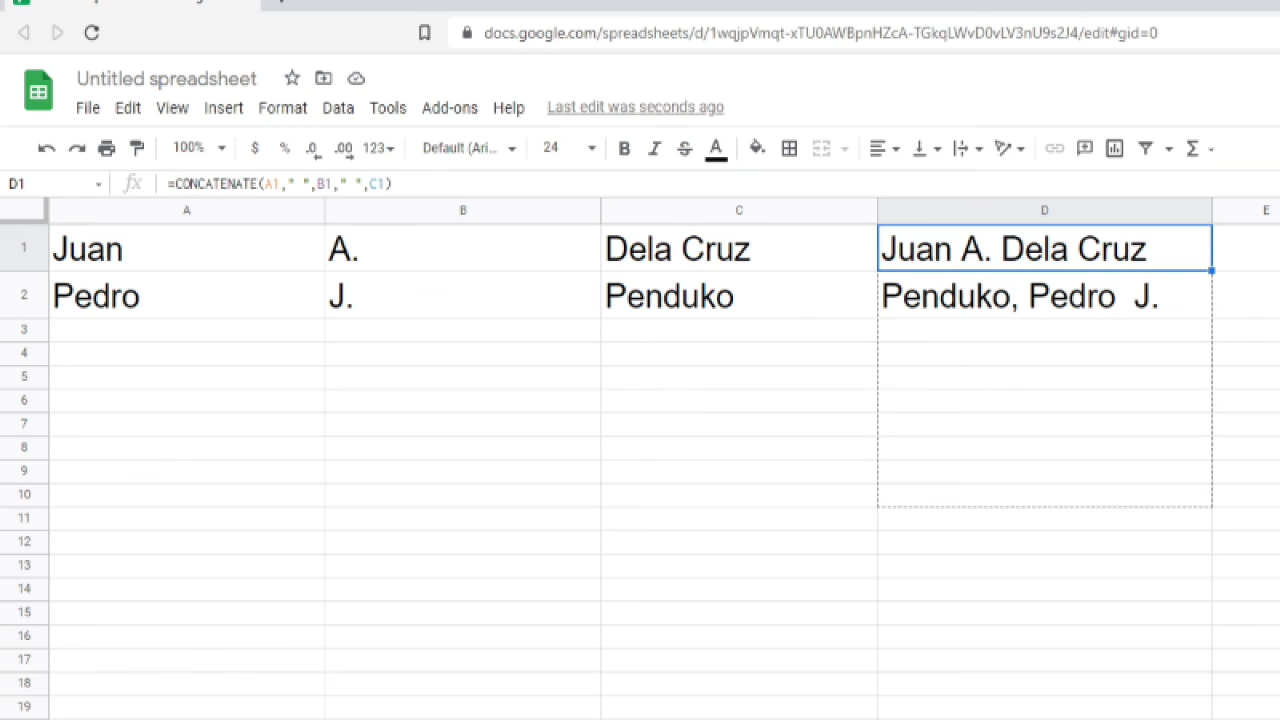 docs.google.com/spreadsheets/d/1wqjpVmqt-xTU0AWBpnHZcA-TGkqLWvD0vLV3nU9s2J4/edit#gid=0
Untitled spreadsheet
File Edit View Insert Format Data Tools Add-ons Help Last edit was seconds ago
100% $ % .0 .00 123 Default (Ari... 24 B I S A Σ
D1 fx =CONCATENATE(A1," ",B1," ",C1)
A B C D E
1 Juan A. Dela Cruz Juan A. Dela Cruz
2 Pedro J. Penduko Penduko, Pedro  J.
3
4
5
6
7
8
9
10
11
12
13
14
15
16
17
18
19